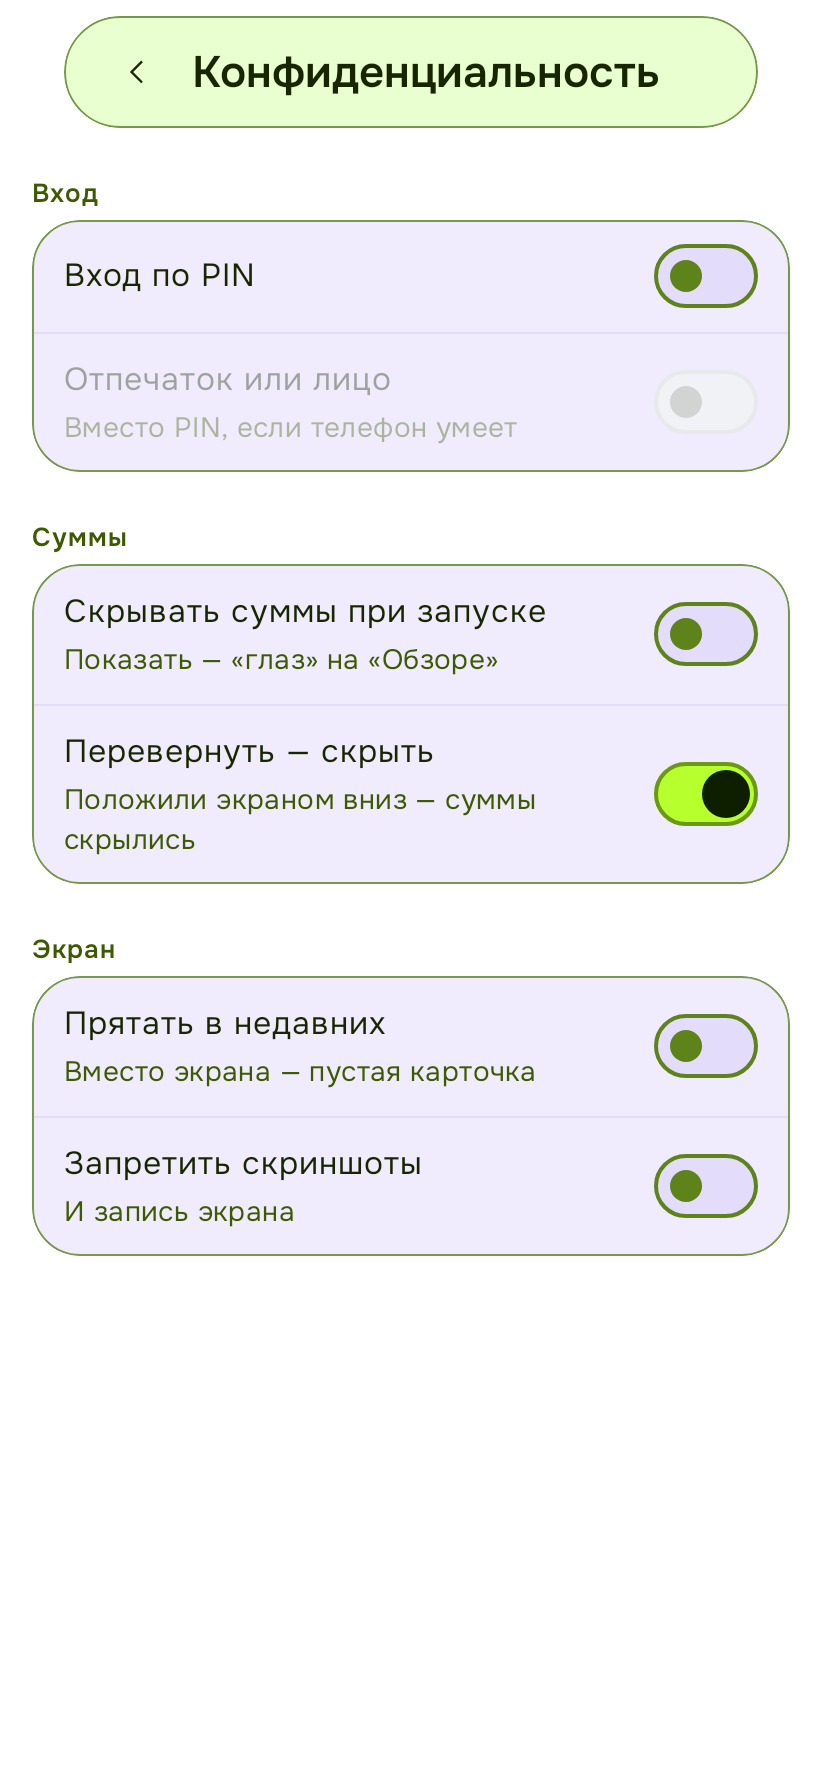 Конфиденциальность
Вход
Вход по PIN
Отпечаток или лицо
Вместо PIN, если телефон умеет
Суммы
Скрывать суммы при запуске
Показать — «глаз» на «Обзоре»
Перевернуть — скрыть
Положили экраном вниз — суммы
скрылись
Экран
Прятать в недавних
Вместо экрана — пустая карточка
Запретить скриншоты
И запись экрана